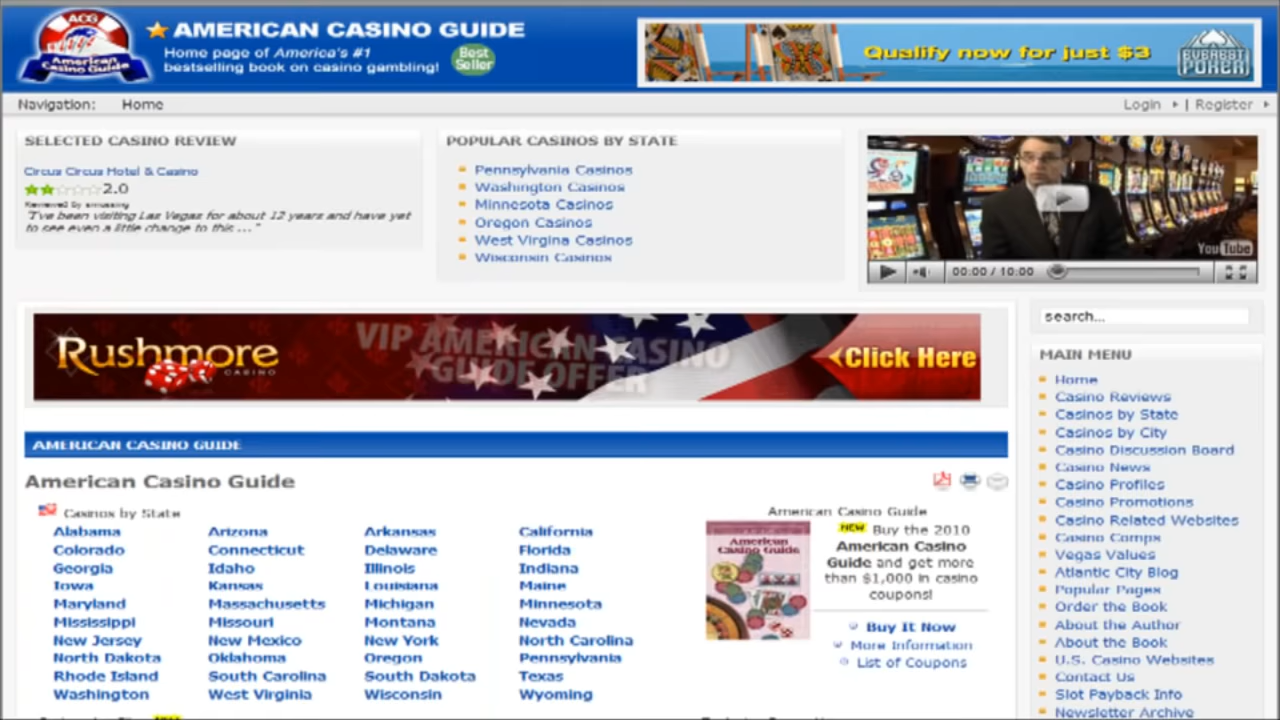 ACG
American
Casino Guide
AMERICAN CASINO GUIDE
Home page of America's #1
bestselling book on casino gambling!
Best
Seller
Qualify now for just $3
EVEREST
POKER
Navigation: Home
Login | Register
SELECTED CASINO REVIEW
Circus Circus Hotel & Casino
2.0
Reviewed by
"I've been visiting Las Vegas for about 12 years and have yet
to see even a little change to this ..."
POPULAR CASINOS BY STATE
Pennsylvania Casinos
Washington Casinos
Minnesota Casinos
Oregon Casinos
West Virgina Casinos
Wisconsin Casinos
YouTube
00:00 / 10:00
Rushmore
CASINO
VIP AMERICAN CASINO
GUIDE OFFER
Click Here
search...
MAIN MENU
Home
Casino Reviews
Casinos by State
Casinos by City
Casino Discussion Board
Casino News
Casino Profiles
Casino Promotions
Casino Related Websites
Casino Comps
Vegas Values
Atlantic City Blog
Popular Pages
Order the Book
About the Author
About the Book
U.S. Casino Websites
Contact Us
Slot Payback Info
Newsletter Archive
AMERICAN CASINO GUIDE
American Casino Guide
Casinos by State
Alabama Arizona Arkansas California
Colorado Connecticut Delaware Florida
Georgia Idaho Illinois Indiana
Iowa Kansas Louisiana Maine
Maryland Massachusetts Michigan Minnesota
Mississippi Missouri Montana Nevada
New Jersey New Mexico New York North Carolina
North Dakota Oklahoma Oregon Pennsylvania
Rhode Island South Carolina South Dakota Texas
Washington West Virginia Wisconsin Wyoming
American Casino Guide
American
Casino Guide
NEW Buy the 2010
American Casino
Guide and get more
than $1,000 in casino
coupons!
Buy It Now
More Information
List of Coupons